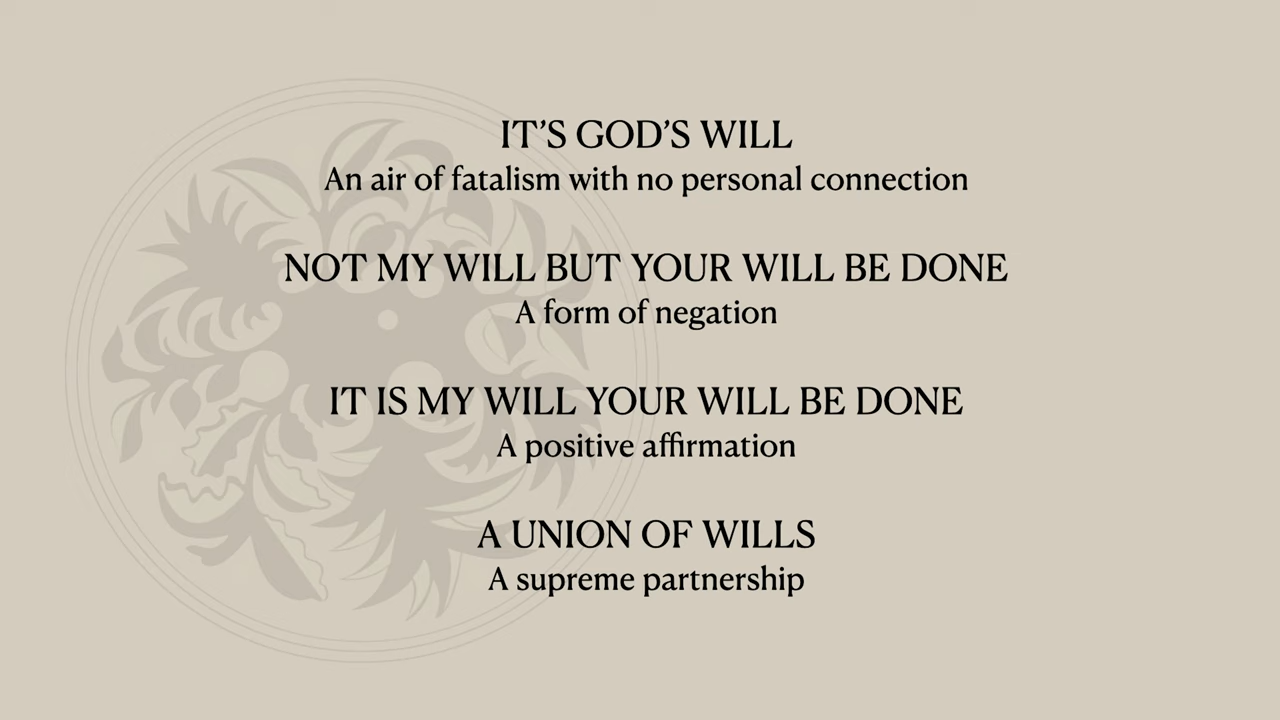 IT’S GOD’S WILL
An air of fatalism with no personal connection
NOT MY WILL BUT YOUR WILL BE DONE
A form of negation
IT IS MY WILL YOUR WILL BE DONE
A positive affirmation
A UNION OF WILLS
A supreme partnership